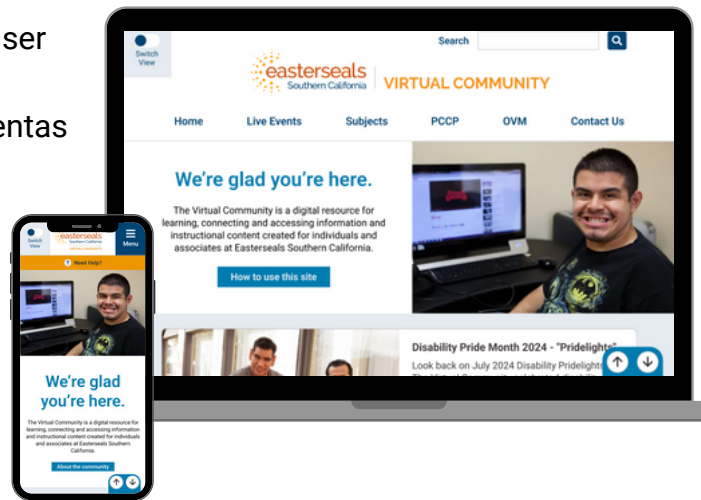 ser
entas
Switch
View
Search
easterseals
Southern California
VIRTUAL COMMUNITY
Home Live Events Subjects PCCP OVM Contact Us
We're glad you're here.
The Virtual Community is a digital resource for
learning, connecting and accessing information and
instructional content created for individuals and
associates at Easterseals Southern California.
How to use this site
Disability Pride Month 2024 - "Pridelights"
Look back on July 2024 Disability Pridelights
Switch
View
easterseals
Southern California
VIRTUAL COMMUNITY
Menu
? Need Help?
We're glad
you're here.
The Virtual Community is a digital resource for
learning, connecting and accessing information
and instructional content created for individuals
and associates at Easterseals Southern
California.
About the community